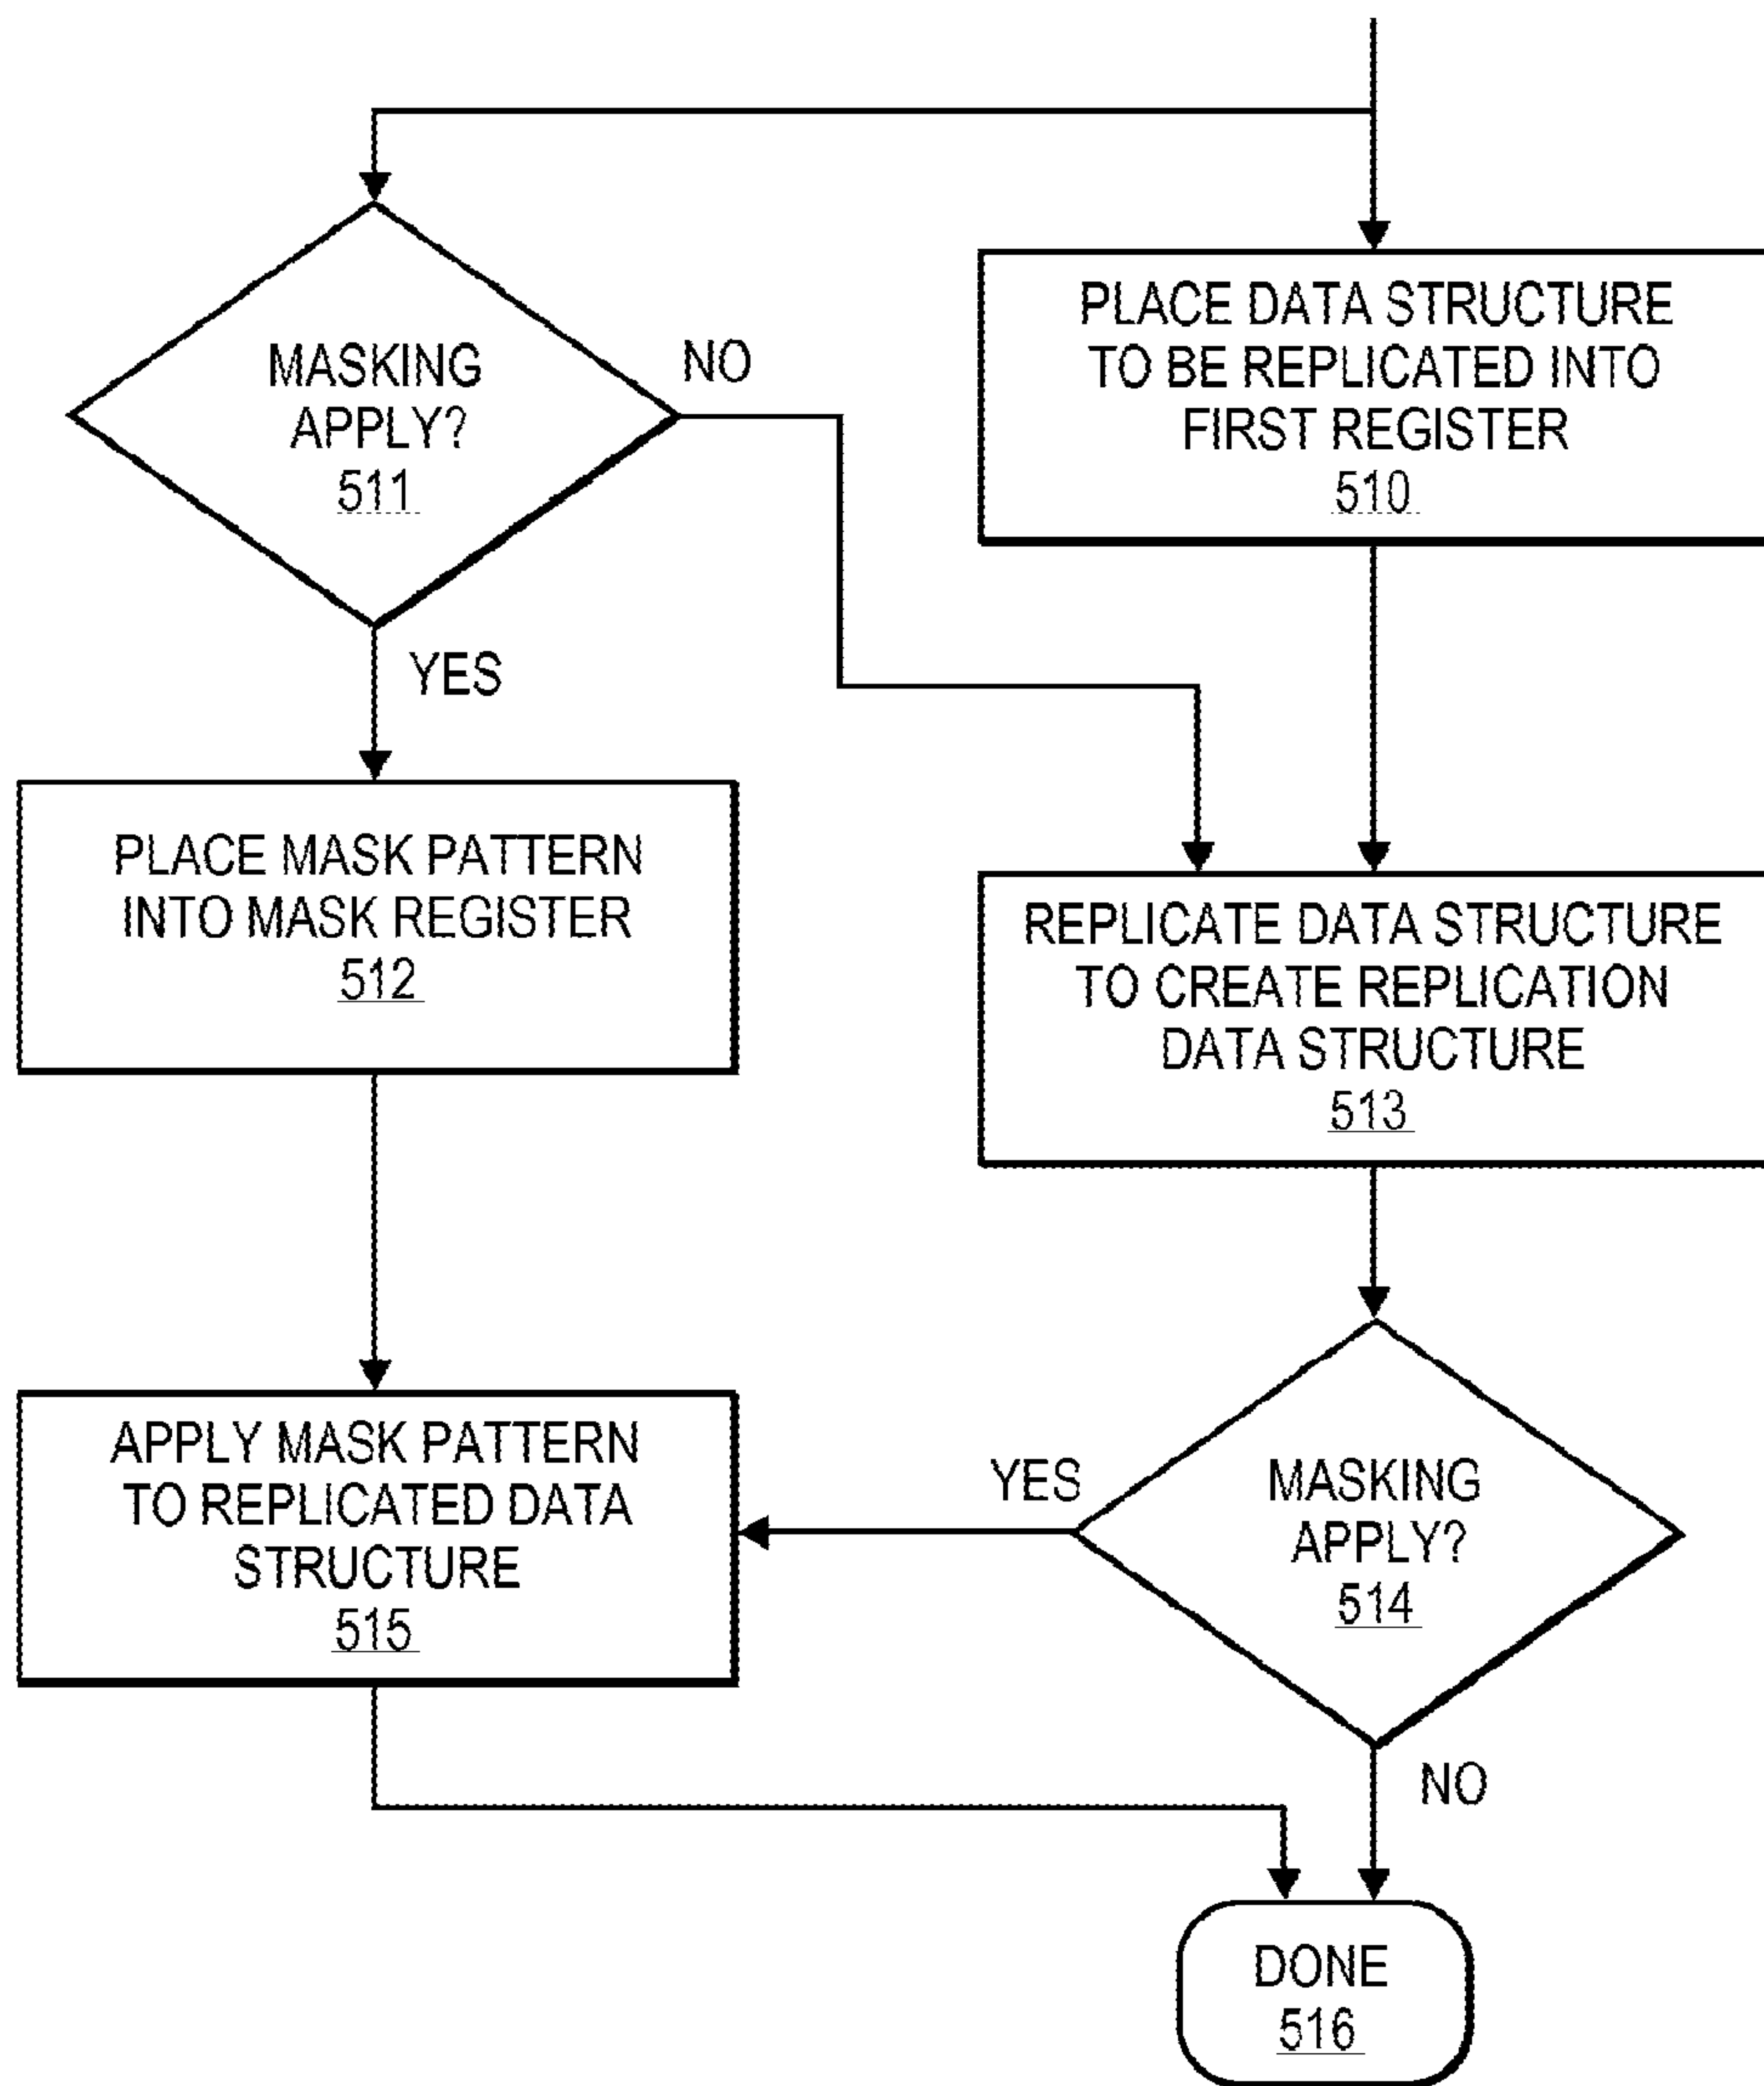 MASKING
APPLY?
511
NO
YES
PLACE DATA STRUCTURE
TO BE REPLICATED INTO
FIRST REGISTER
510
PLACE MASK PATTERN
INTO MASK REGISTER
512
REPLICATE DATA STRUCTURE
TO CREATE REPLICATION
DATA STRUCTURE
513
APPLY MASK PATTERN
TO REPLICATED DATA
STRUCTURE
515
YES
MASKING
APPLY?
514
NO
DONE
516